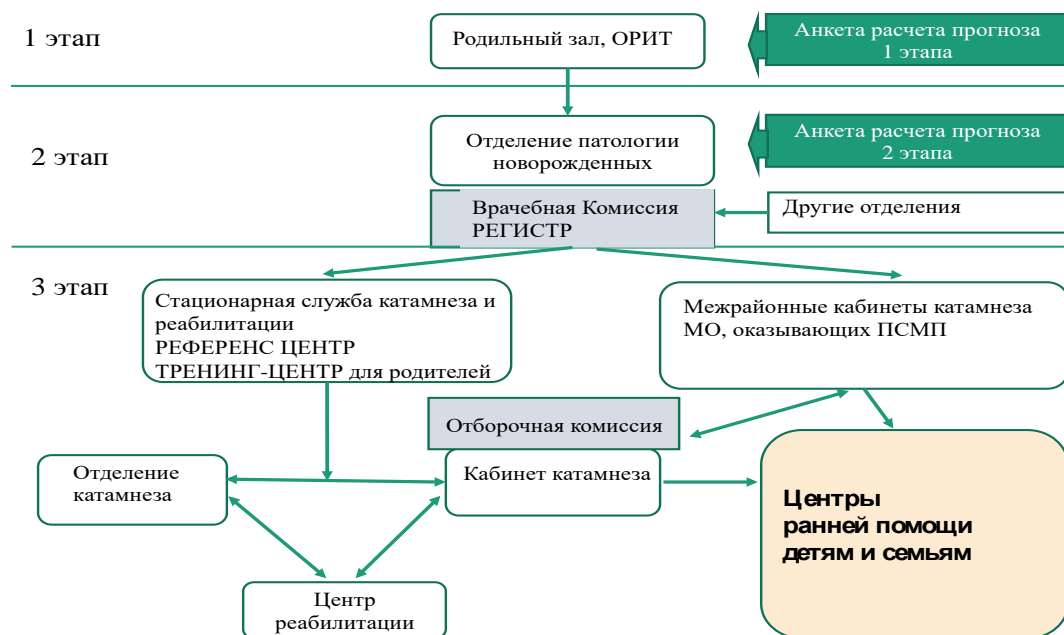 1 этап
Родильный зал, ОРИТ
Анкета расчета прогноза
1 этапа
2 этап
Отделение патологии
новорожденных
Анкета расчета прогноза
2 этапа
Врачебная Комиссия
РЕГИСТР
Другие отделения
3 этап
Стационарная служба катамнеза и
реабилитации
РЕФЕРЕНС ЦЕНТР
ТРЕНИНГ-ЦЕНТР для родителей
Межрайонные кабинеты катамнеза
МО, оказывающих ПСМП
Отборочная комиссия
Отделение
катамнеза
Кабинет катамнеза
Центры
ранней помощи
детям и семьям
Центр
реабилитации